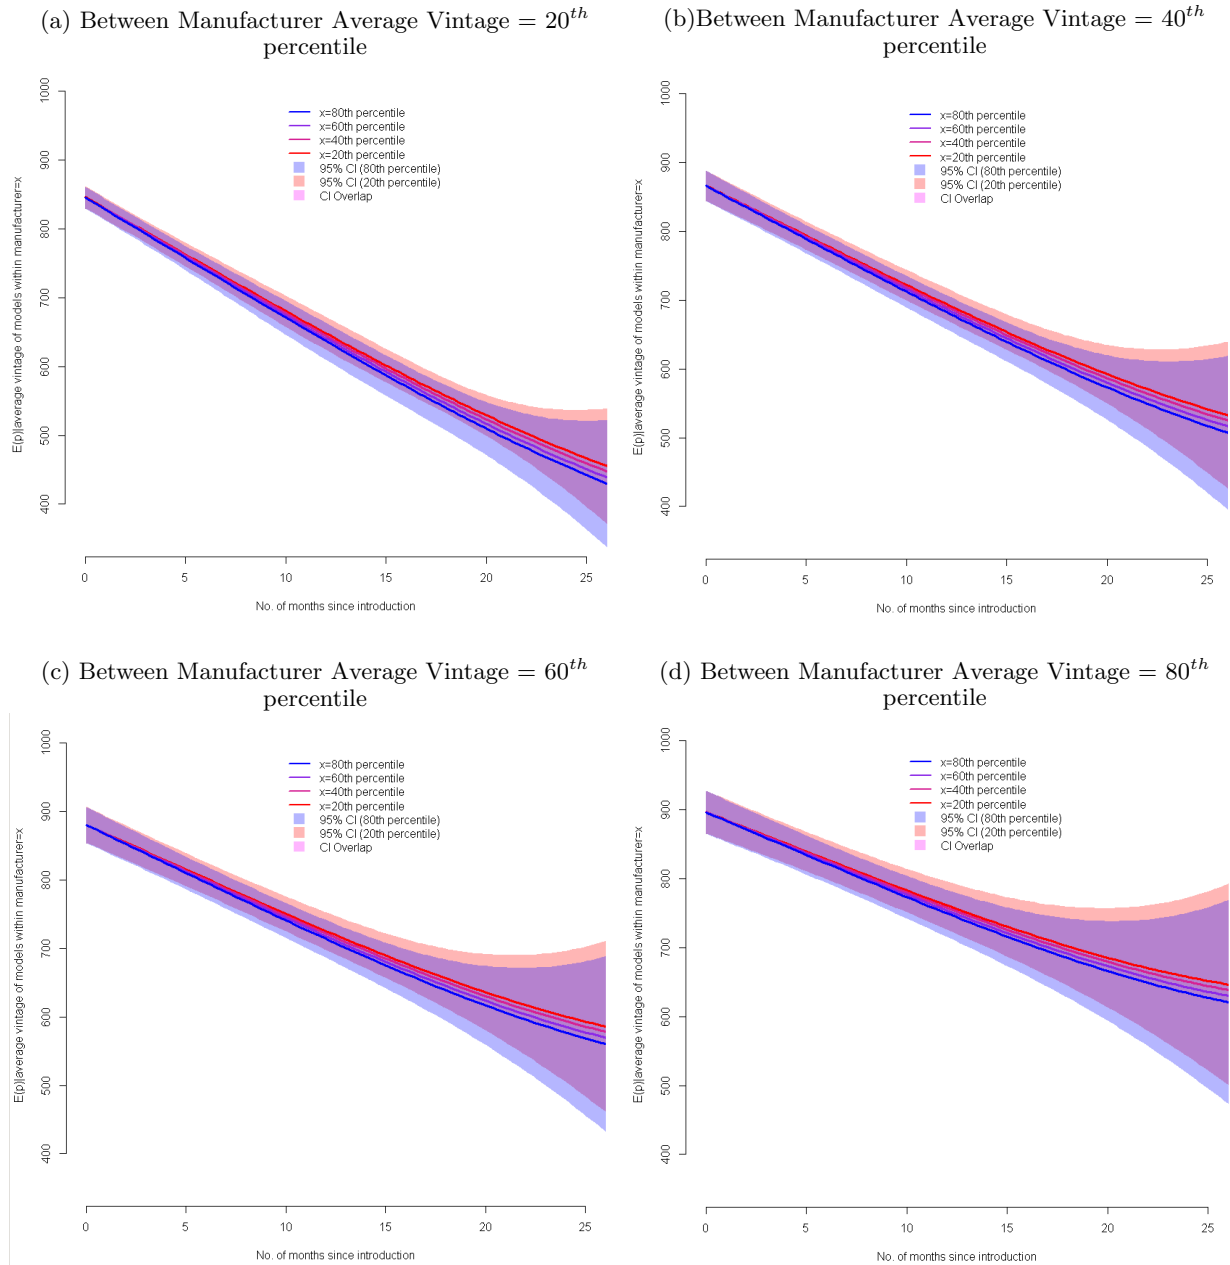 (a) Between Manufacturer Average Vintage = 20th
percentile
1000
900
800
700
600
500
400
E(p)|average vintage of models within manufacturer=x
x=80th percentile
x=60th percentile
x=40th percentile
x=20th percentile
95% CI (80th percentile)
95% CI (20th percentile)
CI Overlap
0 5 10 15 20 25
No. of months since introduction
(b)Between Manufacturer Average Vintage = 40th
percentile
1000
900
800
700
600
500
400
E(p)|average vintage of models within manufacturer=x
x=80th percentile
x=60th percentile
x=40th percentile
x=20th percentile
95% CI (80th percentile)
95% CI (20th percentile)
CI Overlap
0 5 10 15 20 25
No. of months since introduction
(c) Between Manufacturer Average Vintage = 60th
percentile
1000
900
800
700
600
500
400
E(p)|average vintage of models within manufacturer=x
x=80th percentile
x=60th percentile
x=40th percentile
x=20th percentile
95% CI (80th percentile)
95% CI (20th percentile)
CI Overlap
0 5 10 15 20 25
No. of months since introduction
(d) Between Manufacturer Average Vintage = 80th
percentile
1000
900
800
700
600
500
400
E(p)|average vintage of models within manufacturer=x
x=80th percentile
x=60th percentile
x=40th percentile
x=20th percentile
95% CI (80th percentile)
95% CI (20th percentile)
CI Overlap
0 5 10 15 20 25
No. of months since introduction